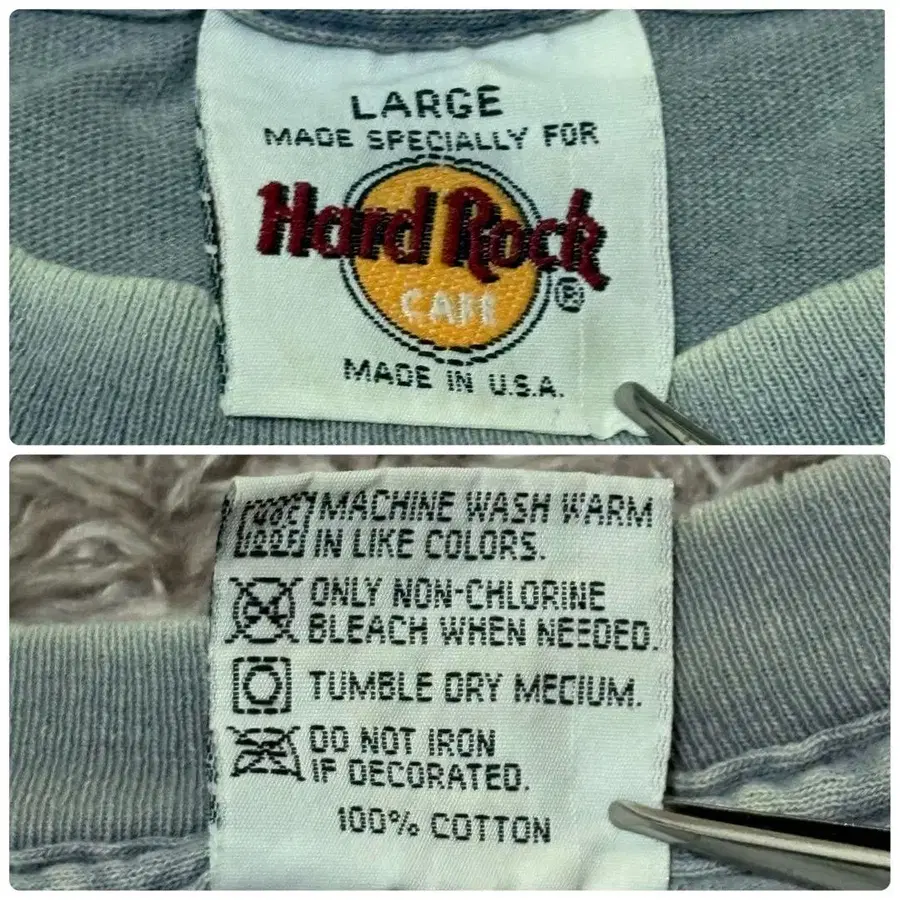 LARGE
MADE SPECIALLY FOR
Hard Rock
CAFE
®
MADE IN U.S.A.
MACHINE WASH WARM
IN LIKE COLORS.
ONLY NON-CHLORINE
BLEACH WHEN NEEDED.
TUMBLE DRY MEDIUM.
DO NOT IRON
IF DECORATED.
100% COTTON